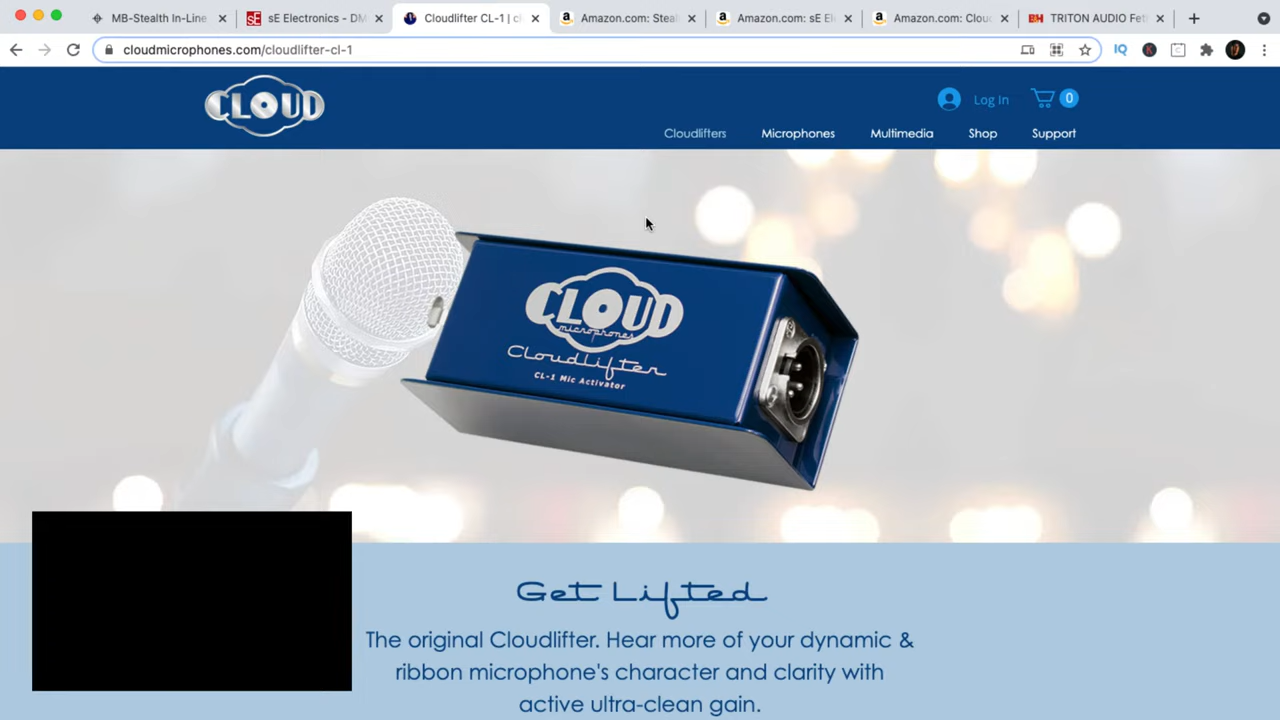 MB-Stealth In-Line
sE Electronics - DM
Cloudlifter CL-1 | cl
Amazon.com: Steal
Amazon.com: sE El
Amazon.com: Clou
TRITON AUDIO Fet
cloudmicrophones.com/cloudlifter-cl-1
IQ
CLOUD
Log In
0
Cloudlifters
Microphones
Multimedia
Shop
Support
CLOUD
microphones
Cloudlifter
CL-1 Mic Activator
Get Lifted
The original Cloudlifter. Hear more of your dynamic &
ribbon microphone's character and clarity with
active ultra-clean gain.